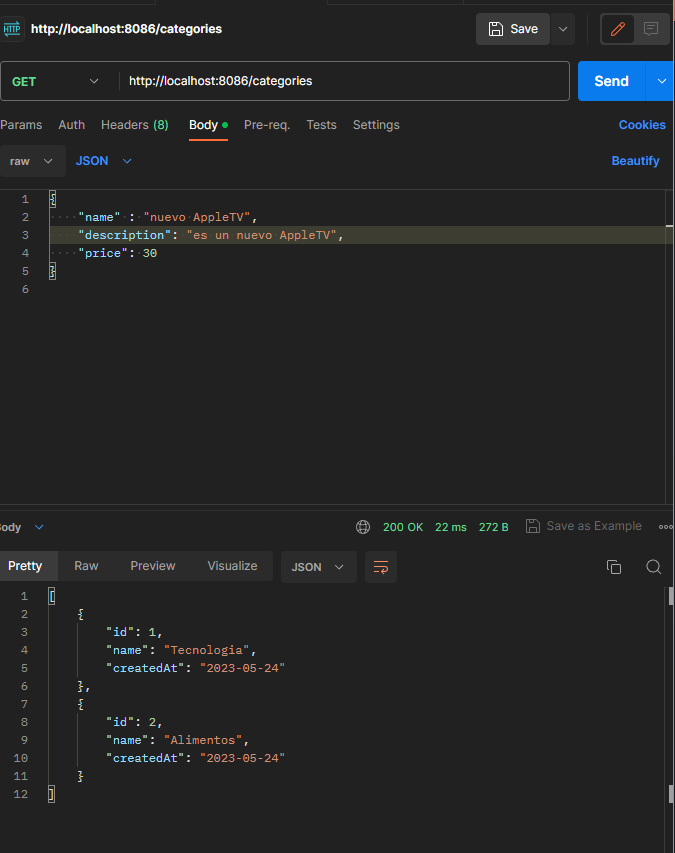 HTTP http://localhost:8086/categories Save
GET http://localhost:8086/categories Send
Params Auth Headers (8) Body Pre-req. Tests Settings Cookies
raw JSON Beautify
1 {
2 "name" : "nuevo AppleTV",
3 "description": "es un nuevo AppleTV",
4 "price": 30
5 }
6
ody 200 OK 22 ms 272 B Save as Example
Pretty Raw Preview Visualize JSON
1 [
2 {
3 "id": 1,
4 "name": "Tecnologia",
5 "createdAt": "2023-05-24"
6 },
7 {
8 "id": 2,
9 "name": "Alimentos",
10 "createdAt": "2023-05-24"
11 }
12 ]